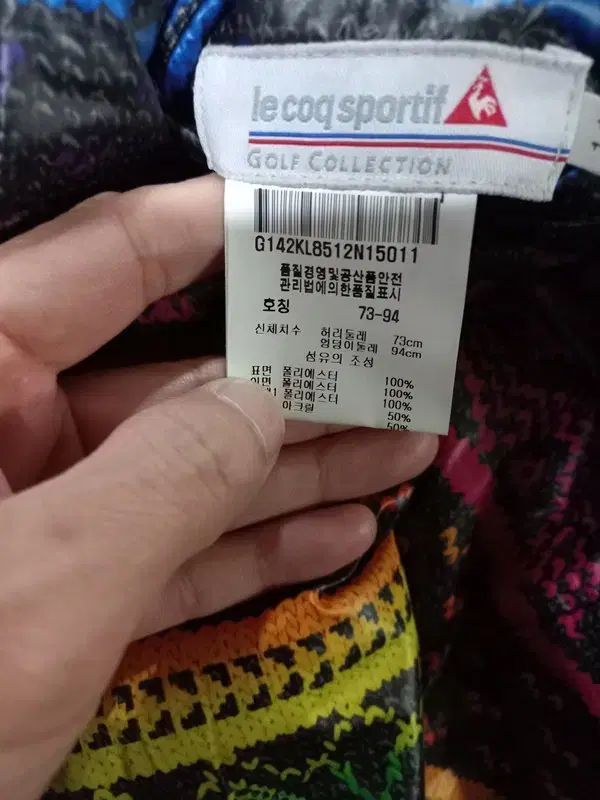 le coq sportif
GOLF COLLECTION
G142KL8512N15011
품질경영및공산품안전
관리법에의한품질표시
호칭 73-94
신체치수 허리둘레 73cm
엉덩이둘레 94cm
섬유의 조성
표면 폴리에스터 100%
이면 폴리에스터 100%
폴리에스터 100%
아크릴 50%
50%